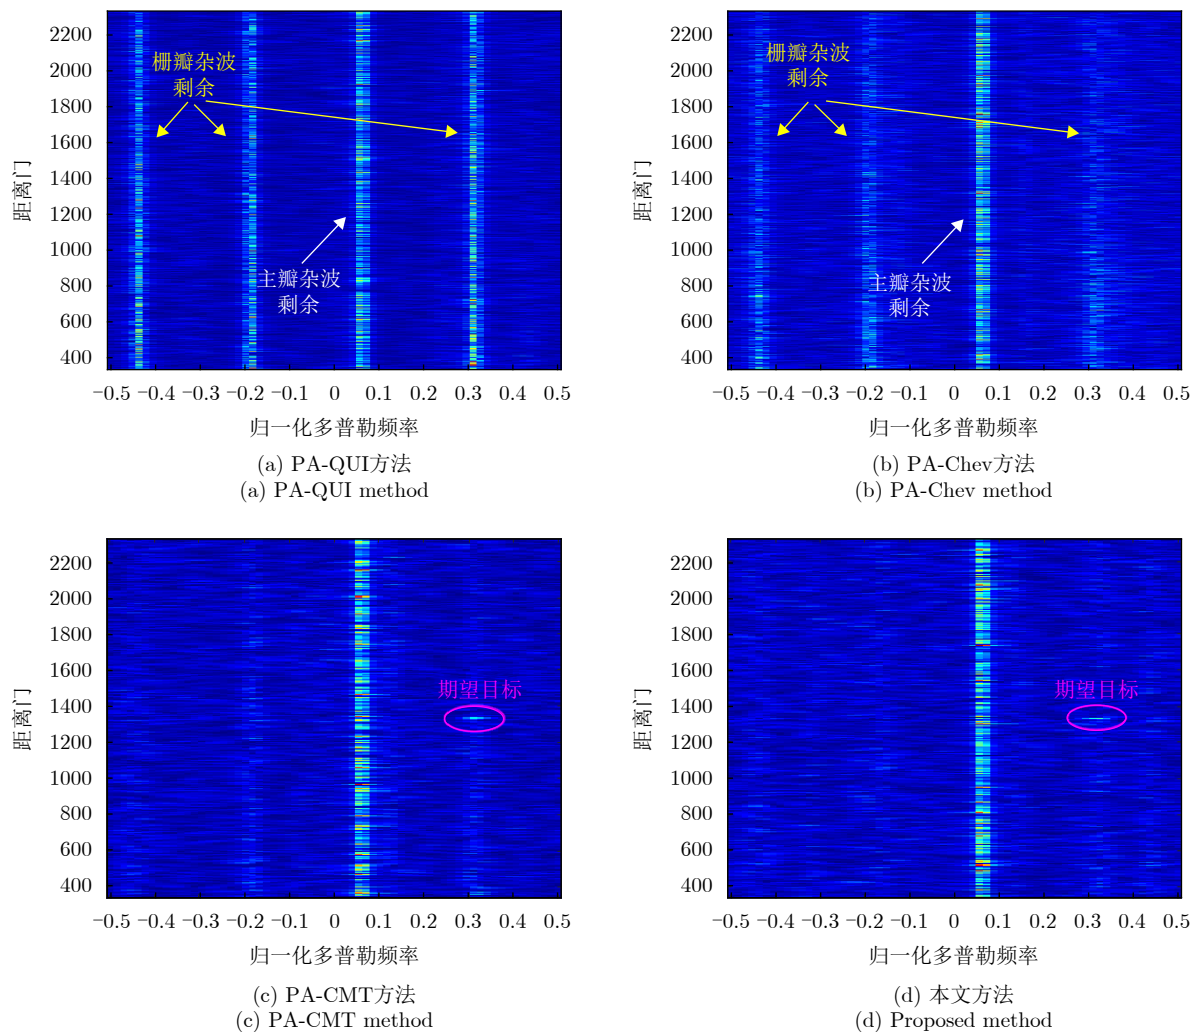 2200
2000
1800
1600
1400
1200
1000
800
600
400
距离门
栅瓣杂波
剩余
主瓣杂波
剩余
−0.5 −0.4 −0.3 −0.2 −0.1 0 0.1 0.2 0.3 0.4 0.5
归一化多普勒频率
(a) PA-QUI方法
(a) PA-QUI method
2200
2000
1800
1600
1400
1200
1000
800
600
400
距离门
栅瓣杂波
剩余
主瓣杂波
剩余
−0.5 −0.4 −0.3 −0.2 −0.1 0 0.1 0.2 0.3 0.4 0.5
归一化多普勒频率
(b) PA-Chev方法
(b) PA-Chev method
2200
2000
1800
1600
1400
1200
1000
800
600
400
距离门
期望目标
−0.5 −0.4 −0.3 −0.2 −0.1 0 0.1 0.2 0.3 0.4 0.5
归一化多普勒频率
(c) PA-CMT方法
(c) PA-CMT method
2200
2000
1800
1600
1400
1200
1000
800
600
400
距离门
期望目标
−0.5 −0.4 −0.3 −0.2 −0.1 0 0.1 0.2 0.3 0.4 0.5
归一化多普勒频率
(d) 本文方法
(d) Proposed method